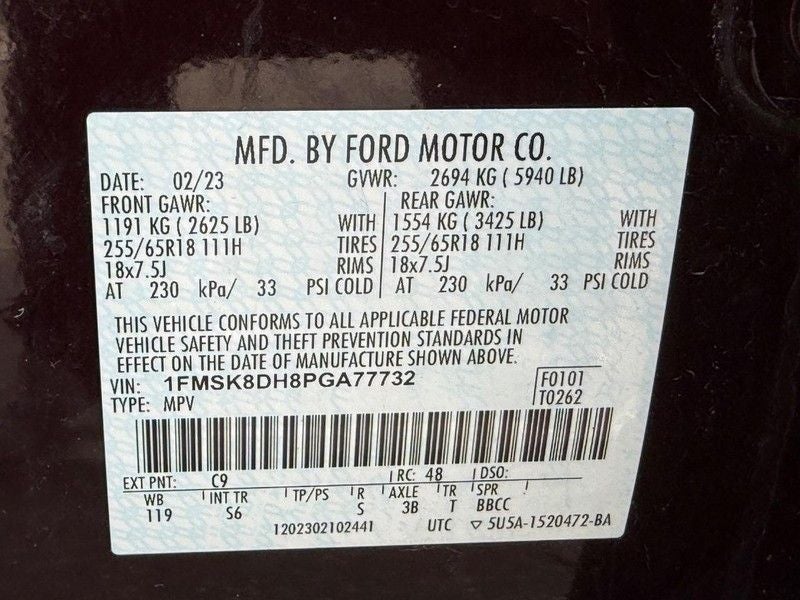 MFD. BY FORD MOTOR CO.
DATE: 02/23 GVWR: 2694 KG ( 5940 LB)
FRONT GAWR: REAR GAWR:
1191 KG ( 2625 LB) WITH 1554 KG ( 3425 LB) WITH
255/65R18 111H TIRES 255/65R18 111H TIRES
18x7.5J RIMS 18x7.5J RIMS
AT 230 kPa/ 33 PSI COLD AT 230 kPa/ 33 PSI COLD
THIS VEHICLE CONFORMS TO ALL APPLICABLE FEDERAL MOTOR
VEHICLE SAFETY AND THEFT PREVENTION STANDARDS IN
EFFECT ON THE DATE OF MANUFACTURE SHOWN ABOVE.
VIN: 1FMSK8DH8PGA77732 F0101
TYPE: MPV T0262
EXT PNT: C9 RC: 48 DSO:
WB INT TR TP/PS R AXLE TR SPR
119 S6 S 3B T BBCC
1202302102441 UTC ▽ 5U5A-1520472-BA